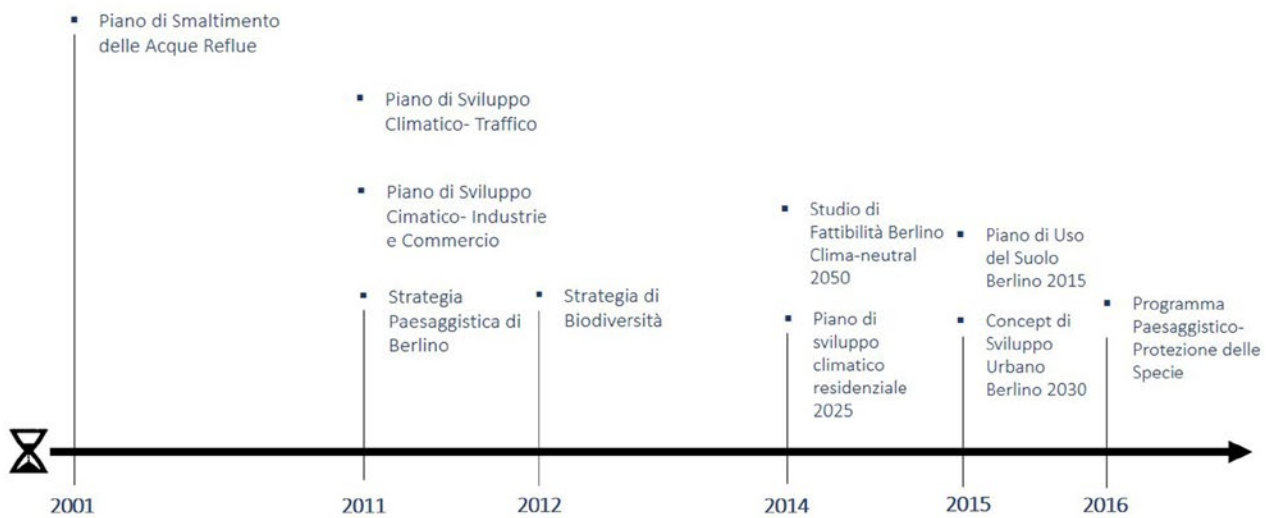 Piano di Smaltimento
delle Acque Reflue
Piano di Sviluppo
Climatico- Traffico
Piano di Sviluppo
Cimatico- Industrie
e Commercio
Strategia
Paesaggistica di
Berlino
Strategia di
Biodiversità
Studio di
Fattibilità Berlino
Clima-neutral
2050
Piano di
sviluppo
climatico
residenziale
2025
Piano di Uso
del Suolo
Berlino 2015
Concept di
Sviluppo
Urbano
Berlino 2030
Programma
Paesaggistico-
Protezione delle
Specie
2001
2011
2012
2014
2015
2016